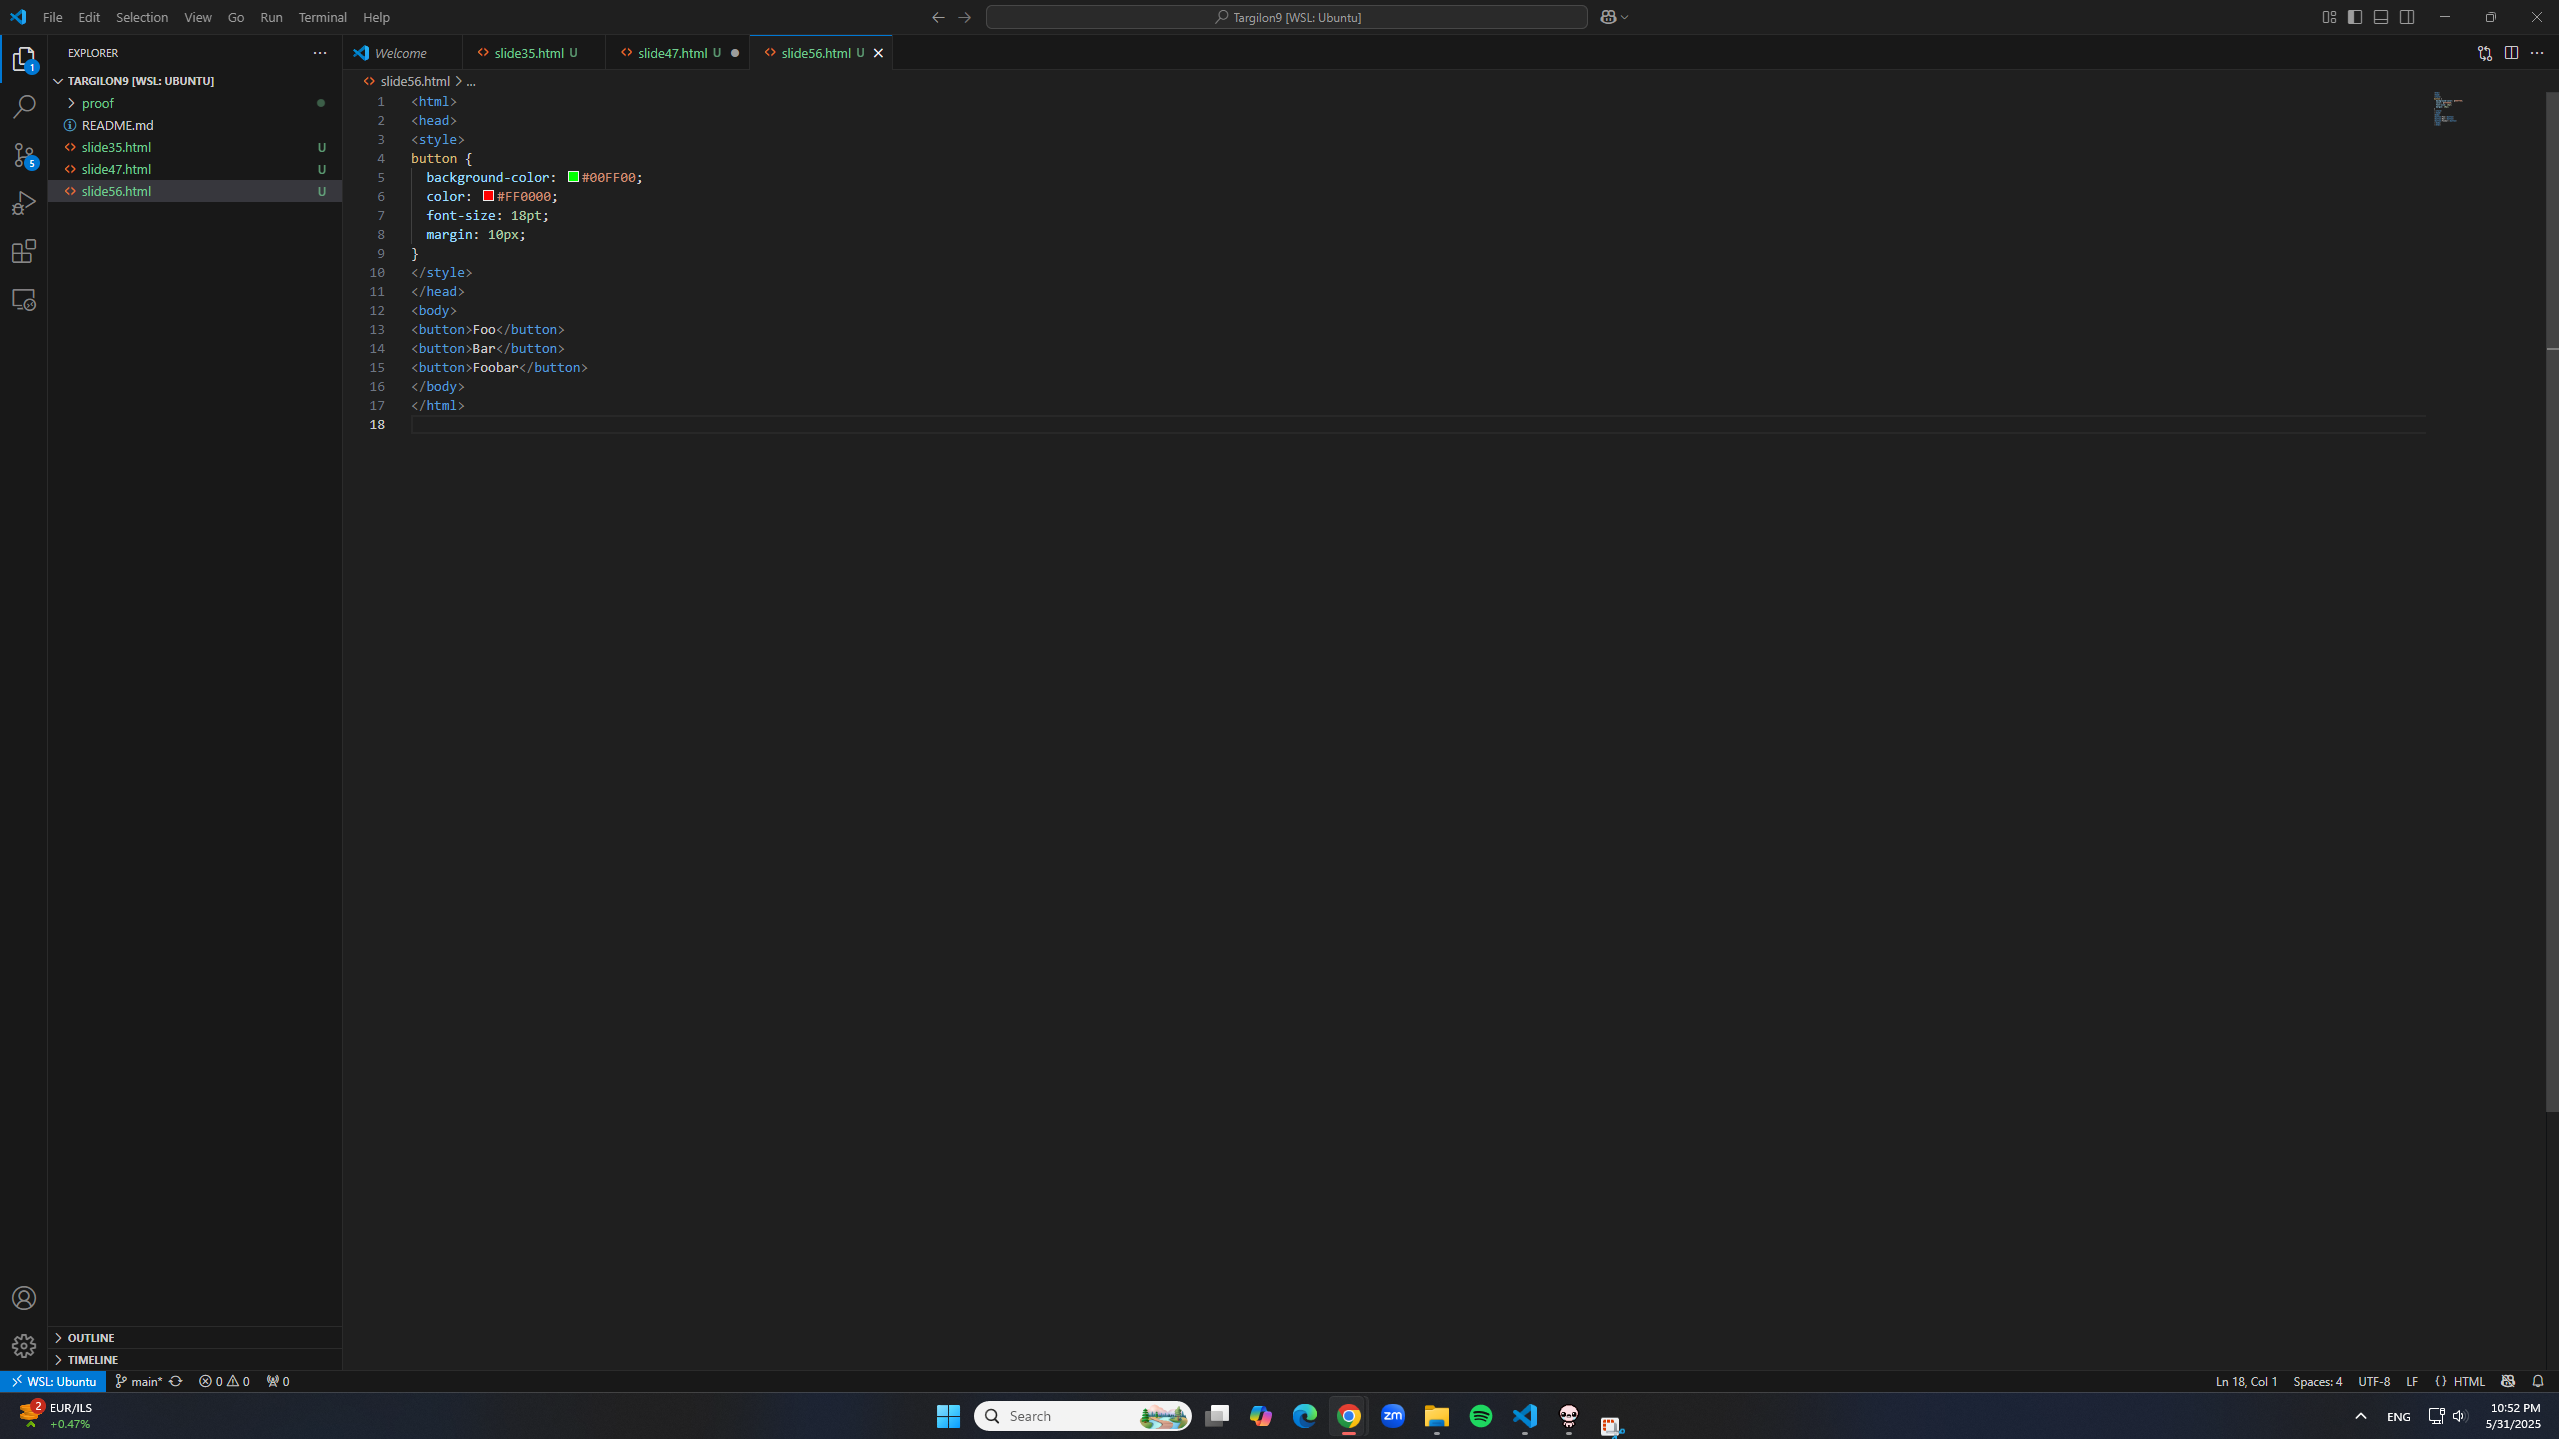 File Edit Selection View Go Run Terminal Help
Targilon9 [WSL: Ubuntu]
EXPLORER
TARGILON9 [WSL: UBUNTU]
proof
README.md
slide35.html U
slide47.html U
slide56.html U
1
5
Welcome slide35.html U slide47.html U slide56.html U
slide56.html > ...
1 <html>
2 <head>
3 <style>
4 button {
5 background-color: #00FF00;
6 color: #FF0000;
7 font-size: 18pt;
8 margin: 10px;
9 }
10 </style>
11 </head>
12 <body>
13 <button>Foo</button>
14 <button>Bar</button>
15 <button>Foobar</button>
16 </body>
17 </html>
18
OUTLINE
TIMELINE
WSL: Ubuntu main* 0 0 0 Ln 18, Col 1 Spaces: 4 UTF-8 LF {} HTML
2
EUR/ILS
+0.47%
Search
zm
ENG
10:52 PM
5/31/2025